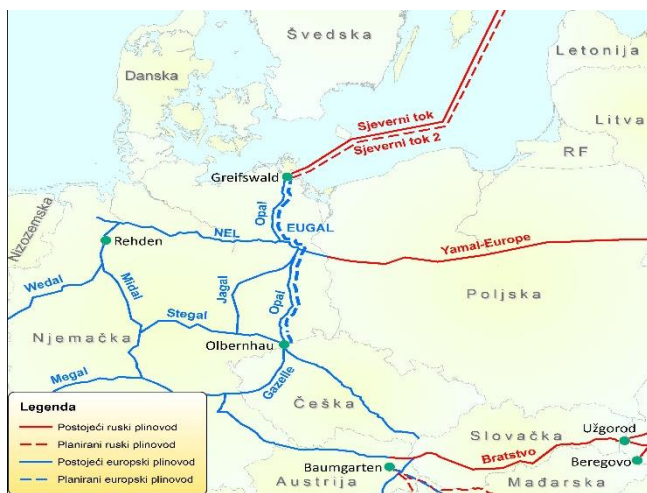 Švedska
Danska
Letonija
Litva
Sjeverni tok
Sjeverni tok 2
RF
Greifswald
Opal
EUGAL
Nizozemska
NEL
Rehden
Yamal-Europe
Wedal
Midal
Jagal
Opal
Poljska
Stegal
Njemačka
Olbernhau
Megal
Gazelle
Češka
Legenda
Postojeći ruski plinovod
Planirani ruski plinovod
Postojeći europski plinovod
Planirani europski plinovod
Slovačka
Užgorod
Bratstvo
Baumgarten
Beregovo
Austrija
Mađarska